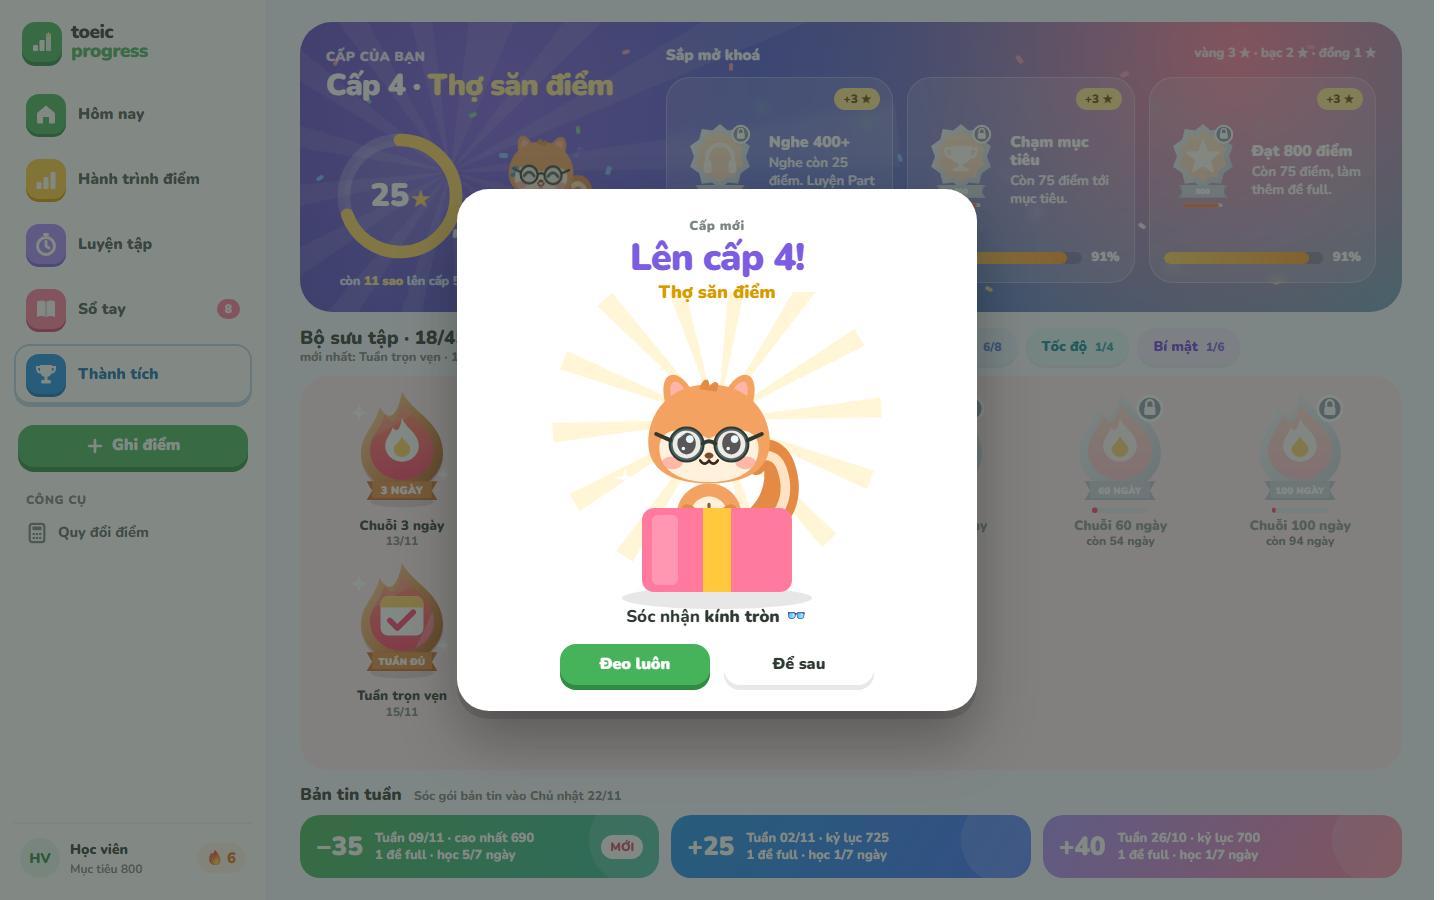 toeic
progress
Hôm nay
Hành trình điểm
Luyện tập
Sổ tay
8
Thành tích
Ghi điểm
CÔNG CỤ
Quy đổi điểm
HV
Học viên
Mục tiêu 800
6
CẤP CỦA BẠN
Cấp 4 · Thợ săn điểm
25★
còn 11 sao lên cấp
Sắp mở khoá
vàng 3 ★ · bạc 2 ★ · đồng 1 ★
+3 ★
Nghe 400+
Nghe còn 25
điểm. Luyện Part
+3 ★
Chạm mục
tiêu
Còn 75 điểm tới
mục tiêu.
91%
+3 ★
800
Đạt 800 điểm
Còn 75 điểm, làm
thêm đề full.
91%
Bộ sưu tập · 18/4
mới nhất: Tuần trọn vẹn · 1
6/8
Tốc độ 1/4
Bí mật 1/6
3 NGÀY
Chuỗi 3 ngày
13/11
60 NGÀY
Chuỗi 60 ngày
còn 54 ngày
100 NGÀY
Chuỗi 100 ngày
còn 94 ngày
TUẦN ĐỦ
Tuần trọn vẹn
15/11
Cấp mới
Lên cấp 4!
Thợ săn điểm
Sóc nhận kính tròn
Đeo luôn
Để sau
Bản tin tuần
Sóc gói bản tin vào Chủ nhật 22/11
−35
Tuần 09/11 · cao nhất 690
1 đề full · học 5/7 ngày
MỚI
+25
Tuần 02/11 · kỷ lục 725
1 đề full · học 1/7 ngày
+40
Tuần 26/10 · kỷ lục 700
1 đề full · học 1/7 ngày